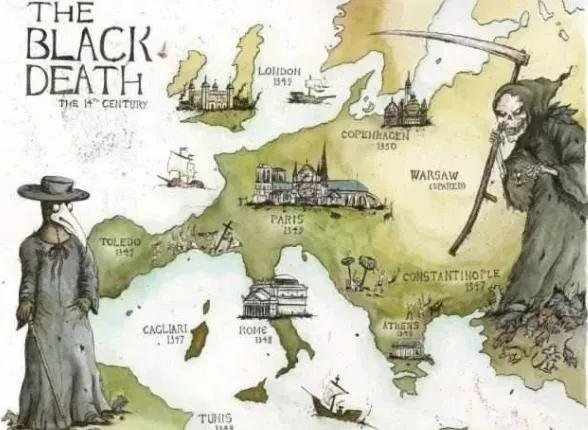 THE
BLACK
DEATH
THE 14TH CENTURY
LONDON
1349
COPENHAGEN
1350
WARSAW
(SPARED)
PARIS
1349
TOLEDO
1349
CONSTANTINOPLE
1347
CAGLIARI
1347
ROME
1348
ATHENS
TUNIS
1348